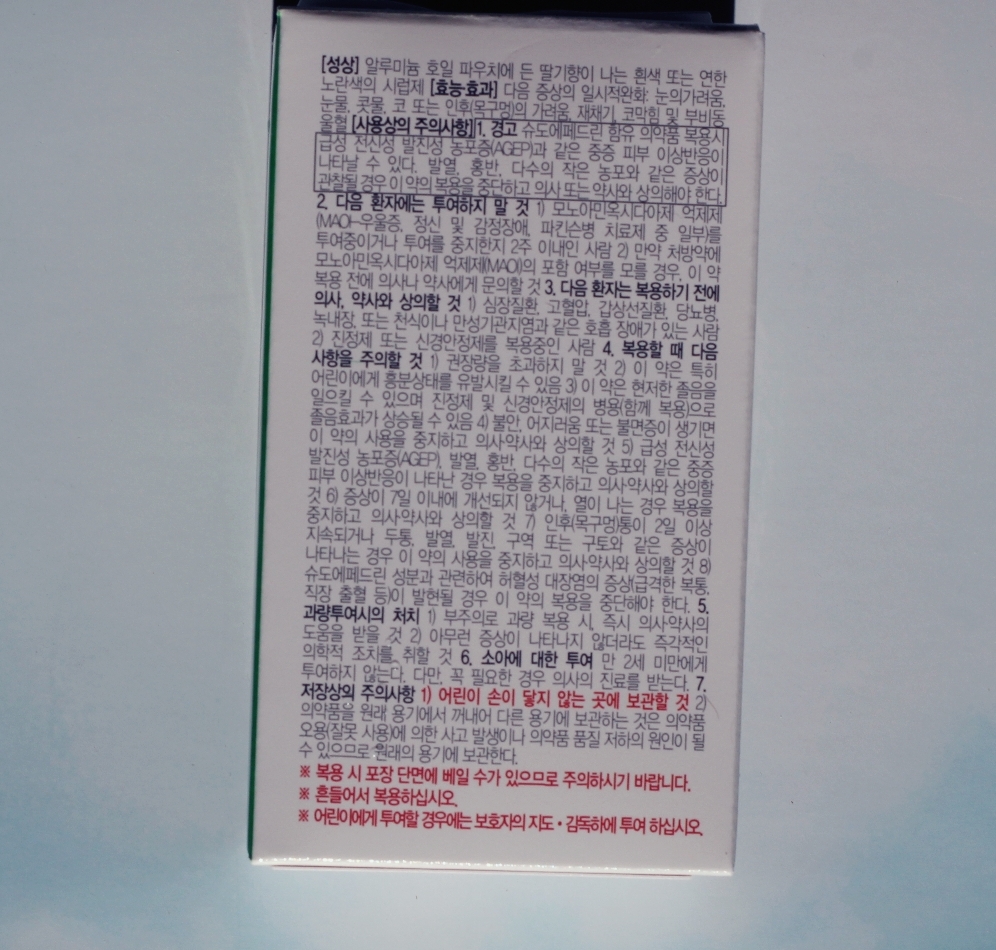 [성상] 알루미늄 호일 파우치에 든 딸기향이 나는 흰색 또는 연한
노란색의 시럽제 [효능·효과] 다음 증상의 일시적완화: 눈의가려움,
눈물, 콧물, 코 또는 인후(목구멍)의 가려움, 재채기, 코막힘 및 부비동
울혈 [사용상의 주의사항] 1. 경고 슈도에페드린 함유 의약품 복용시
급성 전신성 발진성 농포증(AGEP)과 같은 중증 피부 이상반응이
나타날 수 있다. 발열, 홍반, 다수의 작은 농포와 같은 증상이
관찰될 경우 이 약의 복용을 중단하고 의사 또는 약사와 상의해야 한다.
2. 다음 환자에는 투여하지 말 것 1) 모노아민옥시다아제 억제제
(MAOI-우울증, 정신 및 감정장애, 파킨슨병 치료제 중 일부)를
투여중이거나 투여를 중지한지 2주 이내인 사람 2) 만약 처방약에
모노아민옥시다아제 억제제(MAOI)의 포함 여부를 모를 경우, 이 약
복용 전에 의사나 약사에게 문의할 것 3. 다음 환자는 복용하기 전에
의사, 약사와 상의할 것 1) 심장질환, 고혈압, 갑상선질환, 당뇨병,
녹내장, 또는 천식이나 만성기관지염과 같은 호흡 장애가 있는 사람
2) 진정제 또는 신경안정제를 복용중인 사람 4. 복용할 때 다음
사항을 주의할 것 1) 권장량을 초과하지 말 것 2) 이 약은 특히
어린이에게 흥분상태를 유발시킬 수 있음 3) 이 약은 현저한 졸음을
일으킬 수 있으며 진정제 및 신경안정제의 병용(함께 복용)으로
졸음효과가 상승될 수 있음 4) 불안, 어지러움 또는 불면증이 생기면
이 약의 사용을 중지하고 의사·약사와 상의할 것 5) 급성 전신성
발진성 농포증(AGEP), 발열, 홍반, 다수의 작은 농포와 같은 중증
피부 이상반응이 나타난 경우 복용을 중지하고 의사·약사와 상의할
것 6) 증상이 7일 이내에 개선되지 않거나, 열이 나는 경우 복용을
중지하고 의사·약사와 상의할 것 7) 인후(목구멍)통이 2일 이상
지속되거나 두통, 발열, 발진, 구역 또는 구토와 같은 증상이
나타나는 경우 이 약의 사용을 중지하고 의사·약사와 상의할 것 8)
슈도에페드린 성분과 관련하여 허혈성 대장염의 증상(급격한 복통,
직장 출혈 등)이 발현될 경우 이 약의 복용을 중단해야 한다. 5.
과량투여시의 처치 1) 부주의로 과량 복용 시, 즉시 의사·약사의
도움을 받을 것 2) 아무런 증상이 나타나지 않더라도 즉각적인
의학적 조치를 취할 것 6. 소아에 대한 투여 만 2세 미만에게
투여하지 않는다. 다만, 꼭 필요한 경우 의사의 진료를 받는다. 7.
저장상의 주의사항 1) 어린이 손이 닿지 않는 곳에 보관할 것 2)
의약품을 원래 용기에서 꺼내어 다른 용기에 보관하는 것은 의약품
오용(잘못 사용)에 의한 사고 발생이나 의약품 품질 저하의 원인이 될
수 있으므로 원래의 용기에 보관한다.
※ 복용 시 포장 단면에 베일 수가 있으므로 주의하시기 바랍니다.
※ 흔들어서 복용하십시오.
※ 어린이에게 투여할 경우에는 보호자의 지도·감독하에 투여 하십시오.